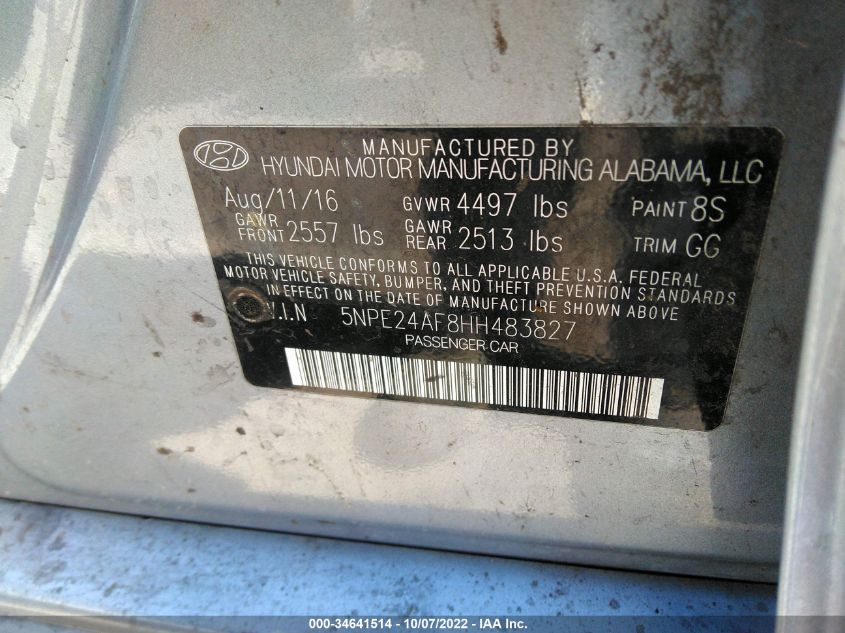 MANUFACTURED BY
HYUNDAI MOTOR MANUFACTURING ALABAMA, LLC
Aug/11/16 GVWR 4497 lbs PAINT 8S
GAWR FRONT 2557 lbs GAWR REAR 2513 lbs TRIM GG
THIS VEHICLE CONFORMS TO ALL APPLICABLE U.S.A. FEDERAL
MOTOR VEHICLE SAFETY, BUMPER, AND THEFT PREVENTION STANDARDS
IN EFFECT ON THE DATE OF MANUFACTURE SHOWN ABOVE
V.I.N 5NPE24AF8HH483827
PASSENGER CAR
000-34641514 - 10/07/2022 - IAA Inc.